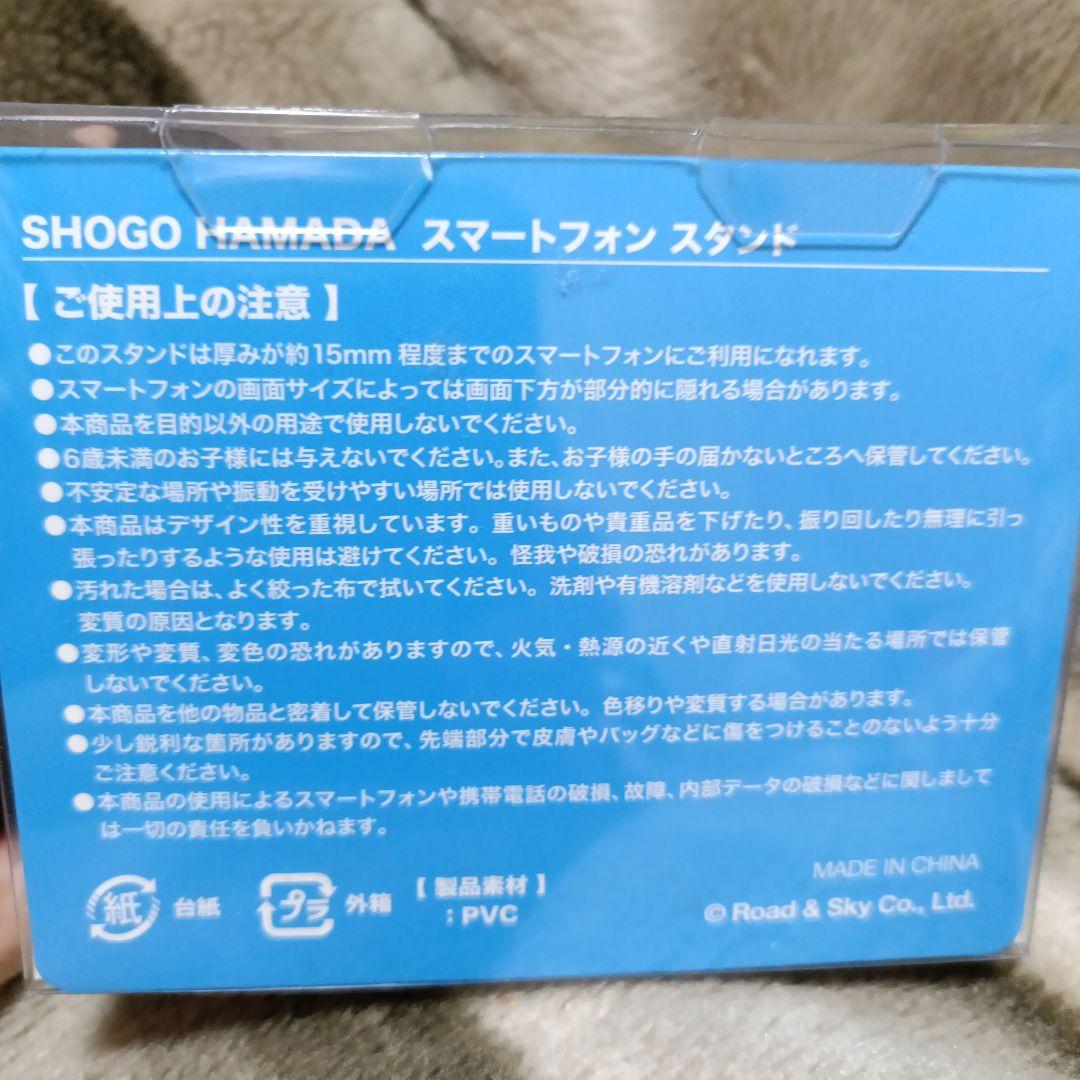 SHOGO HAMADA スマートフォン スタンド
【 ご使用上の注意 】
●このスタンドは厚みが約15mm 程度までのスマートフォンにご利用になれます。
●スマートフォンの画面サイズによっては画面下方が部分的に隠れる場合があります。
●本商品を目的以外の用途で使用しないでください。
●6歳未満のお子様には与えないでください。また、お子様の手の届かないところへ保管してください。
●不安定な場所や振動を受けやすい場所では使用しないでください。
●本商品はデザイン性を重視しています。重いものや貴重品を下げたり、振り回したり無理に引っ
張ったりするような使用は避けてください。怪我や破損の恐れがあります。
●汚れた場合は、よく絞った布で拭いてください。洗剤や有機溶剤などを使用しないでください。
変質の原因となります。
●変形や変質、変色の恐れがありますので、火気・熱源の近くや直射日光の当たる場所では保管
しないでください。
●本商品を他の物品と密着して保管しないでください。色移りや変質する場合があります。
●少し鋭利な箇所がありますので、先端部分で皮膚やバッグなどに傷をつけることのないよう十分
ご注意ください。
●本商品の使用によるスマートフォンや携帯電話の破損、故障、内部データの破損などに関しまして
は一切の責任を負いかねます。
紙 台紙 プラ 外箱 【 製品素材 】
: PVC
MADE IN CHINA
© Road & Sky Co., Ltd.